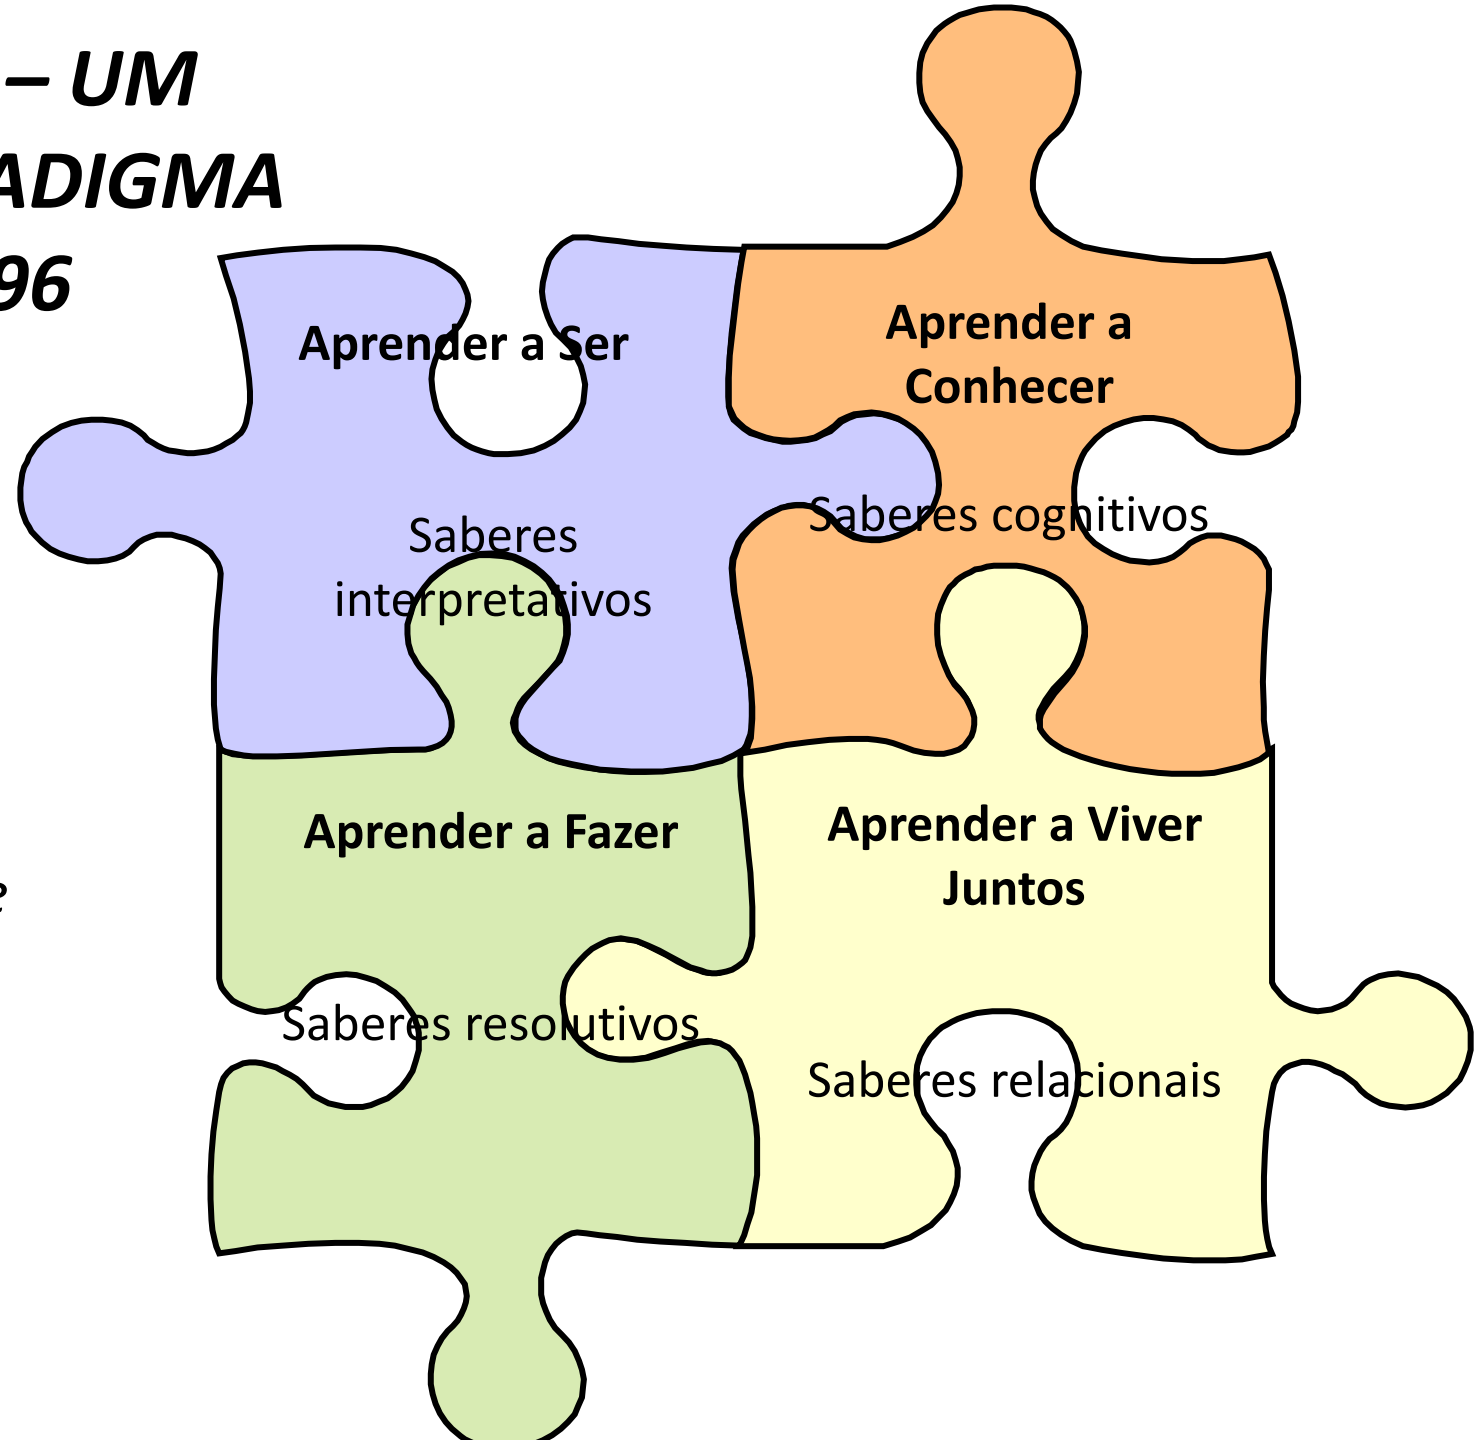 – UM
ADIGMA
96
Aprender a Ser
Aprender a
Conhecer
Saberes
interpretativos
Saberes cognitivos
Aprender a Fazer
Aprender a Viver
Juntos
e
Saberes resolutivos
Saberes relacionais